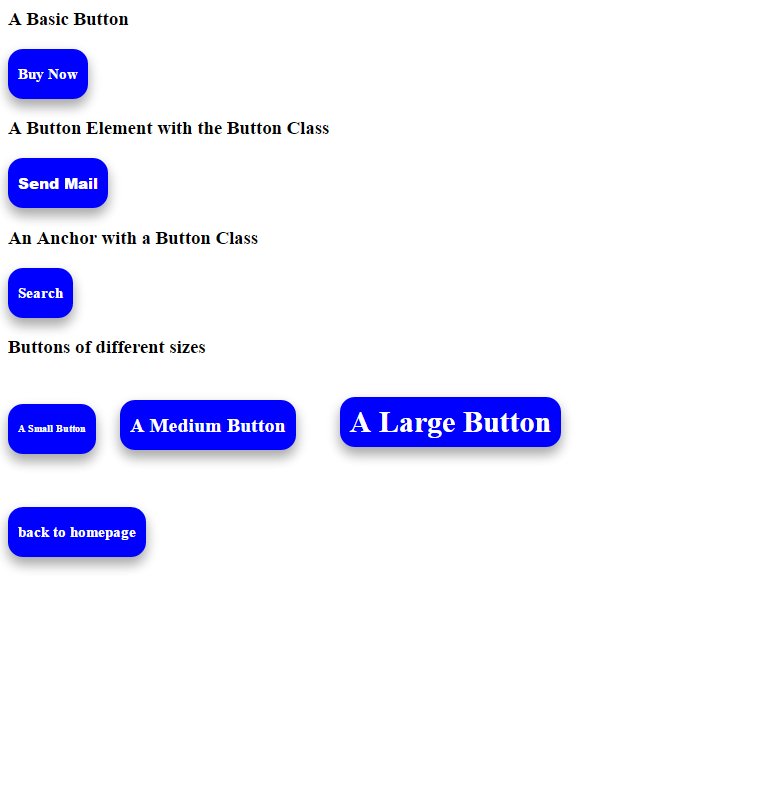 A Basic Button
Buy Now
A Button Element with the Button Class
Send Mail
An Anchor with a Button Class
Search
Buttons of different sizes
A Small Button A Medium Button A Large Button
back to homepage